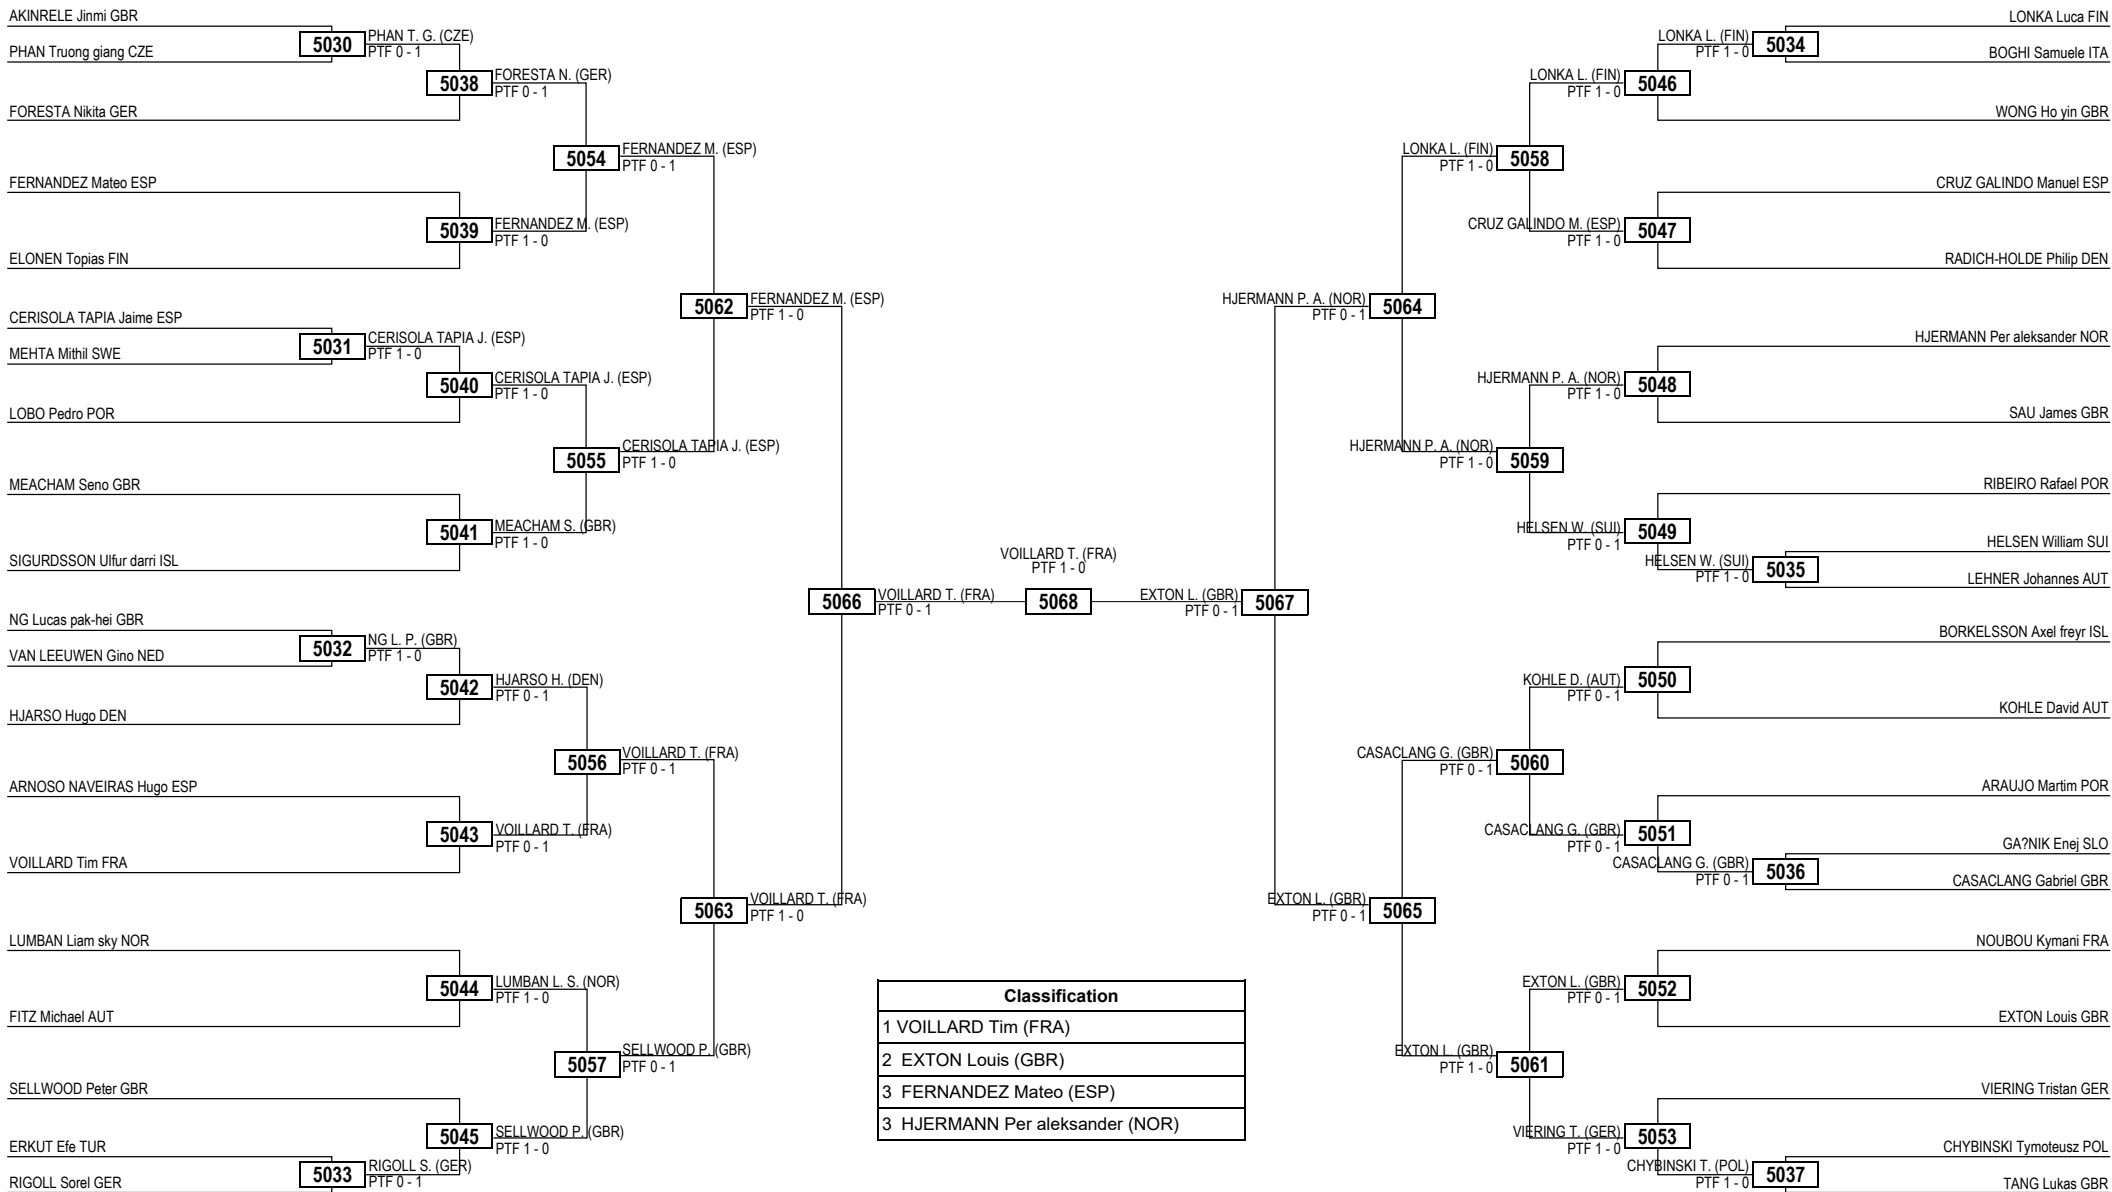 AKINRELE Jinmi GBR
5030
PHAN T. G. (CZE)
PTF 0 - 1
PHAN Truong giang CZE
5038
FORESTA N. (GER)
PTF 0 - 1
FORESTA Nikita GER
5054
FERNANDEZ M. (ESP)
PTF 0 - 1
FERNANDEZ Mateo ESP
5039
FERNANDEZ M. (ESP)
PTF 1 - 0
ELONEN Topias FIN
5062
FERNANDEZ M. (ESP)
PTF 1 - 0
CERISOLA TAPIA Jaime ESP
5031
CERISOLA TAPIA J. (ESP)
PTF 1 - 0
MEHTA Mithil SWE
5040
CERISOLA TAPIA J. (ESP)
PTF 1 - 0
LOBO Pedro POR
5055
CERISOLA TAPIA J. (ESP)
PTF 1 - 0
MEACHAM Seno GBR
5041
MEACHAM S. (GBR)
PTF 1 - 0
SIGURDSSON Ulfur darri ISL
5066
VOILLARD T. (FRA)
PTF 0 - 1
NG Lucas pak-hei GBR
5032
NG L. P. (GBR)
PTF 1 - 0
VAN LEEUWEN Gino NED
5042
HJARSO H. (DEN)
PTF 0 - 1
HJARSO Hugo DEN
5056
VOILLARD T. (FRA)
PTF 0 - 1
ARNOSO NAVEIRAS Hugo ESP
5043
VOILLARD T. (FRA)
PTF 0 - 1
VOILLARD Tim FRA
5063
VOILLARD T. (FRA)
PTF 1 - 0
LUMBAN Liam sky NOR
5044
LUMBAN L. S. (NOR)
PTF 1 - 0
FITZ Michael AUT
5057
SELLWOOD P. (GBR)
PTF 0 - 1
SELLWOOD Peter GBR
5045
SELLWOOD P. (GBR)
PTF 1 - 0
ERKUT Efe TUR
5033
RIGOLL S. (GER)
PTF 0 - 1
RIGOLL Sorel GER
VOILLARD T. (FRA)
PTF 1 - 0
5068
Classification
1 VOILLARD Tim (FRA)
2 EXTON Louis (GBR)
3 FERNANDEZ Mateo (ESP)
3 HJERMANN Per aleksander (NOR)
LONKA Luca FIN
LONKA L. (FIN)
PTF 1 - 0
5034
BOGHI Samuele ITA
LONKA L. (FIN)
PTF 1 - 0
5046
WONG Ho yin GBR
LONKA L. (FIN)
PTF 1 - 0
5058
CRUZ GALINDO Manuel ESP
CRUZ GALINDO M. (ESP)
PTF 1 - 0
5047
RADICH-HOLDE Philip DEN
HJERMANN P. A. (NOR)
PTF 0 - 1
5064
HJERMANN Per aleksander NOR
HJERMANN P. A. (NOR)
PTF 1 - 0
5048
SAU James GBR
HJERMANN P. A. (NOR)
PTF 1 - 0
5059
RIBEIRO Rafael POR
HELSEN W. (SUI)
PTF 0 - 1
5049
HELSEN William SUI
HELSEN W. (SUI)
PTF 1 - 0
5035
LEHNER Johannes AUT
EXTON L. (GBR)
PTF 0 - 1
5067
BORKELSSON Axel freyr ISL
KOHLE D. (AUT)
PTF 0 - 1
5050
KOHLE David AUT
CASACLANG G. (GBR)
PTF 0 - 1
5060
ARAUJO Martim POR
CASACLANG G. (GBR)
PTF 0 - 1
5051
GA?NIK Enej SLO
CASACLANG G. (GBR)
PTF 0 - 1
5036
CASACLANG Gabriel GBR
EXTON L. (GBR)
PTF 0 - 1
5065
NOUBOU Kymani FRA
EXTON L. (GBR)
PTF 0 - 1
5052
EXTON Louis GBR
EXTON L. (GBR)
PTF 1 - 0
5061
VIERING Tristan GER
VIERING T. (GER)
PTF 1 - 0
5053
CHYBINSKI Tymoteusz POL
CHYBINSKI T. (POL)
PTF 1 - 0
5037
TANG Lukas GBR